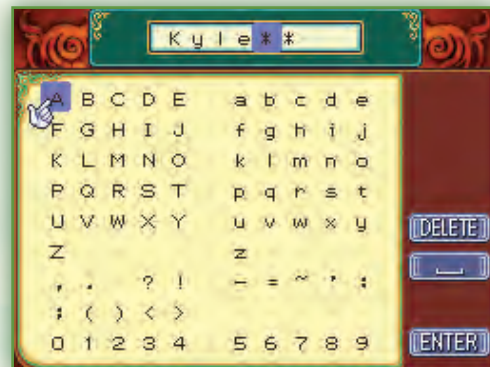 Kyle**
A B C D E a b c d e
F G H I J f g h i j
K L M N O k l m n o
P Q R S T p q r s t
U V W X Y u v w x y
Z z
, . ? ! - = ~ ' :
; ( ) < >
0 1 2 3 4 5 6 7 8 9
DELETE
ENTER